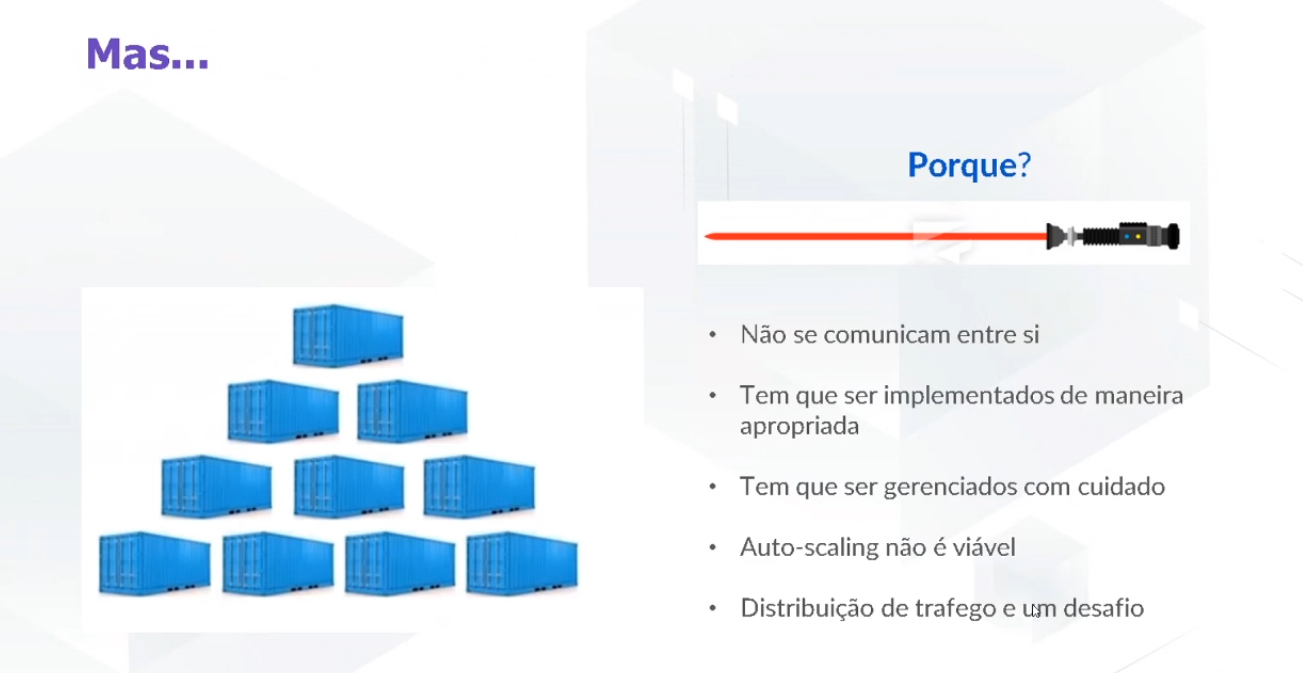 Mas...
Porque?
• Não se comunicam entre si
• Tem que ser implementados de maneira
apropriada
• Tem que ser gerenciados com cuidado
• Auto-scaling não é viável
• Distribuição de trafego e um desafio